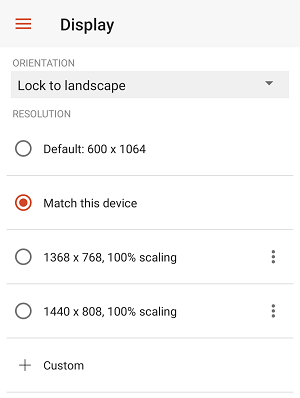 Display
ORIENTATION
Lock to landscape
RESOLUTION
Default: 600 x 1064
Match this device
1368 x 768, 100% scaling
1440 x 808, 100% scaling
Custom